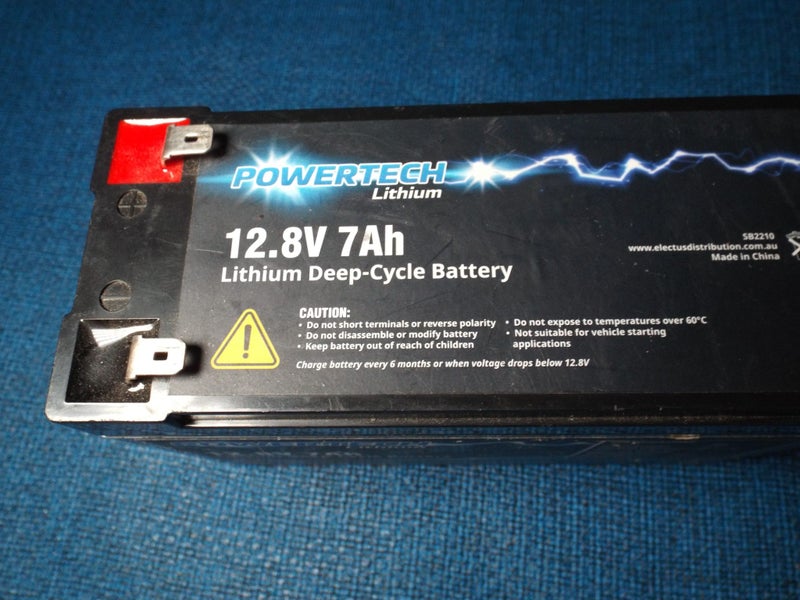 POWERTECH
Lithium
12.8V 7Ah
Lithium Deep-Cycle Battery
SB2210
www.electusdistribution.com.au
Made in China
CAUTION:
• Do not short terminals or reverse polarity
• Do not disassemble or modify battery
• Keep battery out of reach of children
• Do not expose to temperatures over 60°C
• Not suitable for vehicle starting
applications
Charge battery every 6 months or when voltage drops below 12.8V